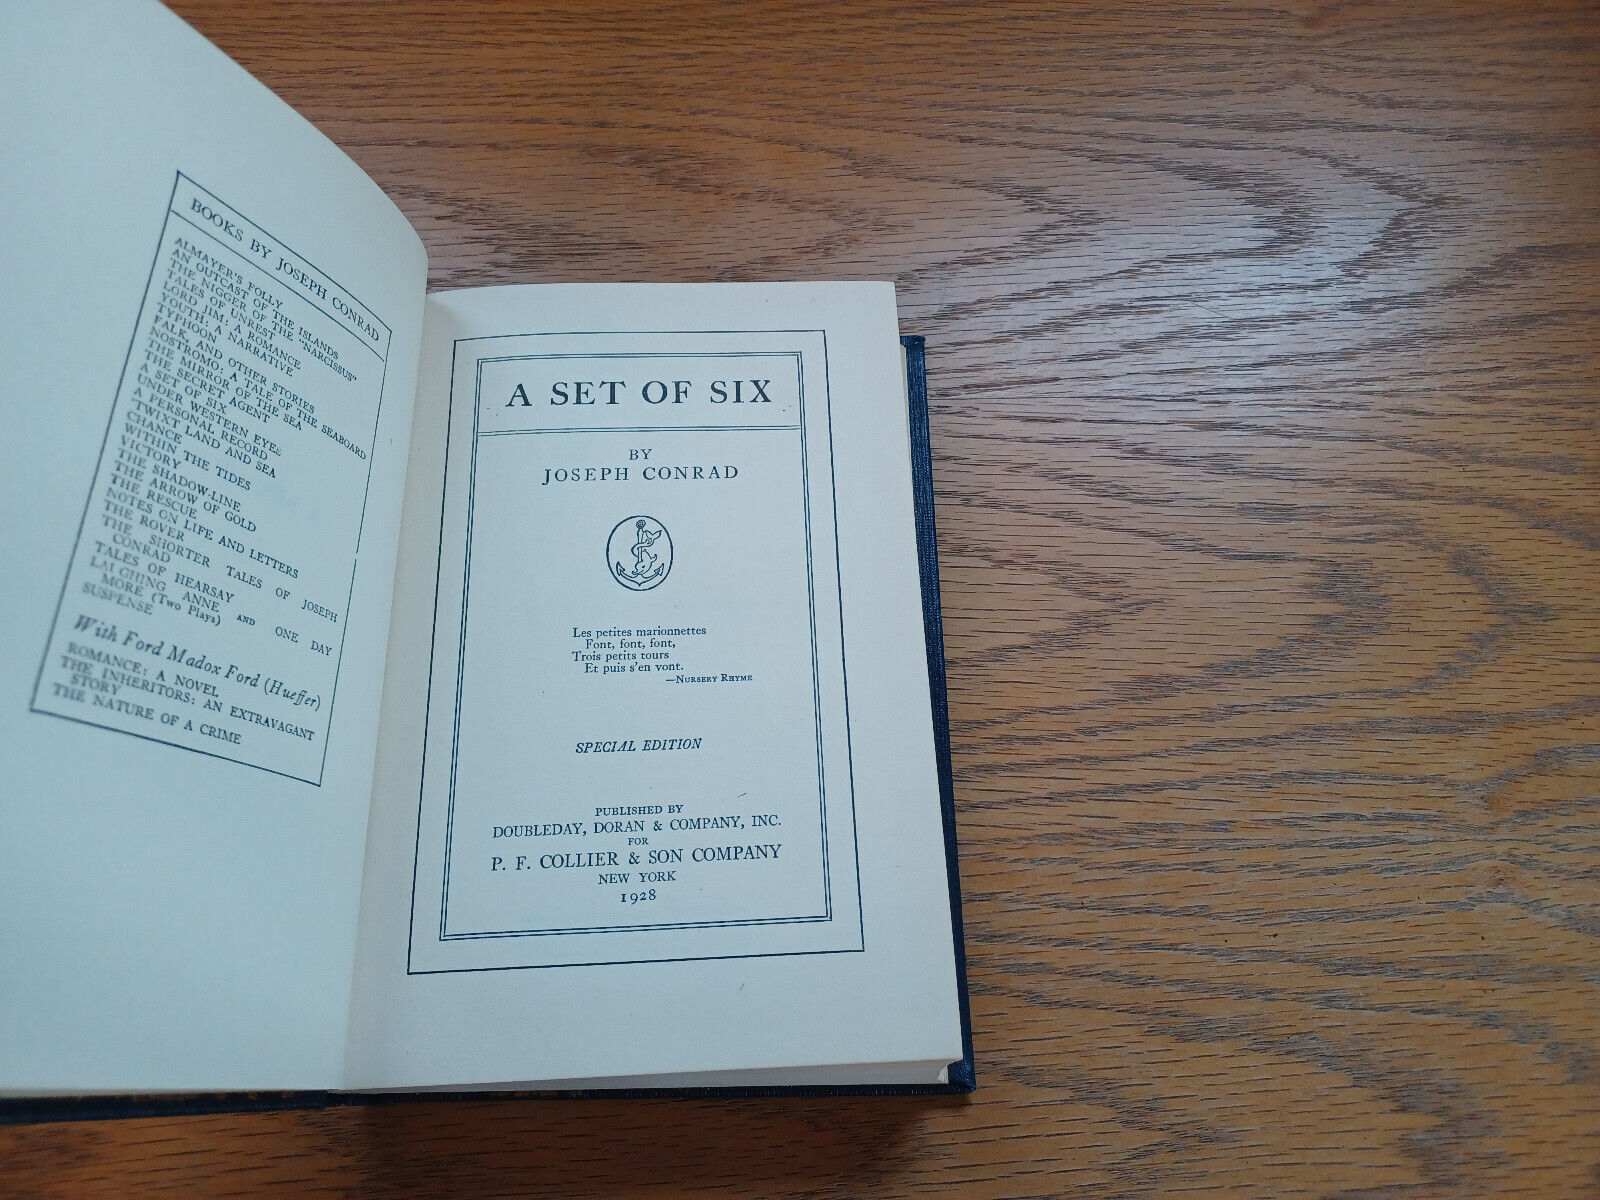 BOOKS BY JOSEPH CONRAD
ALMAYER'S FOLLY
AN OUTCAST OF THE ISLANDS
THE NIGGER OF THE "NARCISSUS"
TALES OF UNREST
LORD JIM: A ROMANCE
YOUTH: A NARRATIVE
TYPHOON
FALK, AND OTHER STORIES
NOSTROMO: A TALE OF THE SEABOARD
THE MIRROR OF THE SEA
THE SECRET AGENT
A SET OF SIX
UNDER WESTERN EYES
A PERSONAL RECORD
'TWIXT LAND AND SEA
CHANCE
WITHIN THE TIDES
VICTORY
THE SHADOW-LINE
THE ARROW OF GOLD
THE RESCUE
NOTES ON LIFE AND LETTERS
THE ROVER
THE SHORTER TALES OF JOSEPH
CONRAD
TALES OF HEARSAY
LAUGHING ANNE AND ONE DAY
MORE (Two Plays)
SUSPENSE
With Ford Madox Ford (Hueffer)
ROMANCE: A NOVEL
THE INHERITORS: AN EXTRAVAGANT
STORY
THE NATURE OF A CRIME
A SET OF SIX
BY
JOSEPH CONRAD
Les petites marionnettes
Font, font, font,
Trois petits tours
Et puis s'en vont.
—Nursery Rhyme
SPECIAL EDITION
PUBLISHED BY
DOUBLEDAY, DORAN & COMPANY, INC.
FOR
P. F. COLLIER & SON COMPANY
NEW YORK
1928